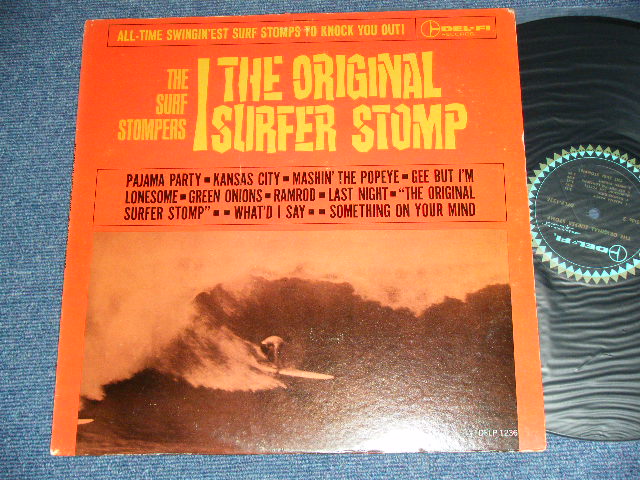 ALL-TIME SWINGIN'EST SURF STOMPS TO KNOCK YOU OUT!
DEL-FI
RECORDS
THE SURF STOMPERS
THE ORIGINAL
SURFER STOMP
PAJAMA PARTY ▪ KANSAS CITY ▪ MASHIN' THE POPEYE ▪ GEE BUT I'M
LONESOME ▪ GREEN ONIONS ▪ RAMROD ▪ LAST NIGHT ▪ "THE ORIGINAL
SURFER STOMP" ▪ ▪ WHAT'D I SAY ▪ ▪ SOMETHING ON YOUR MIND
DFLP 1236
DEL-FI